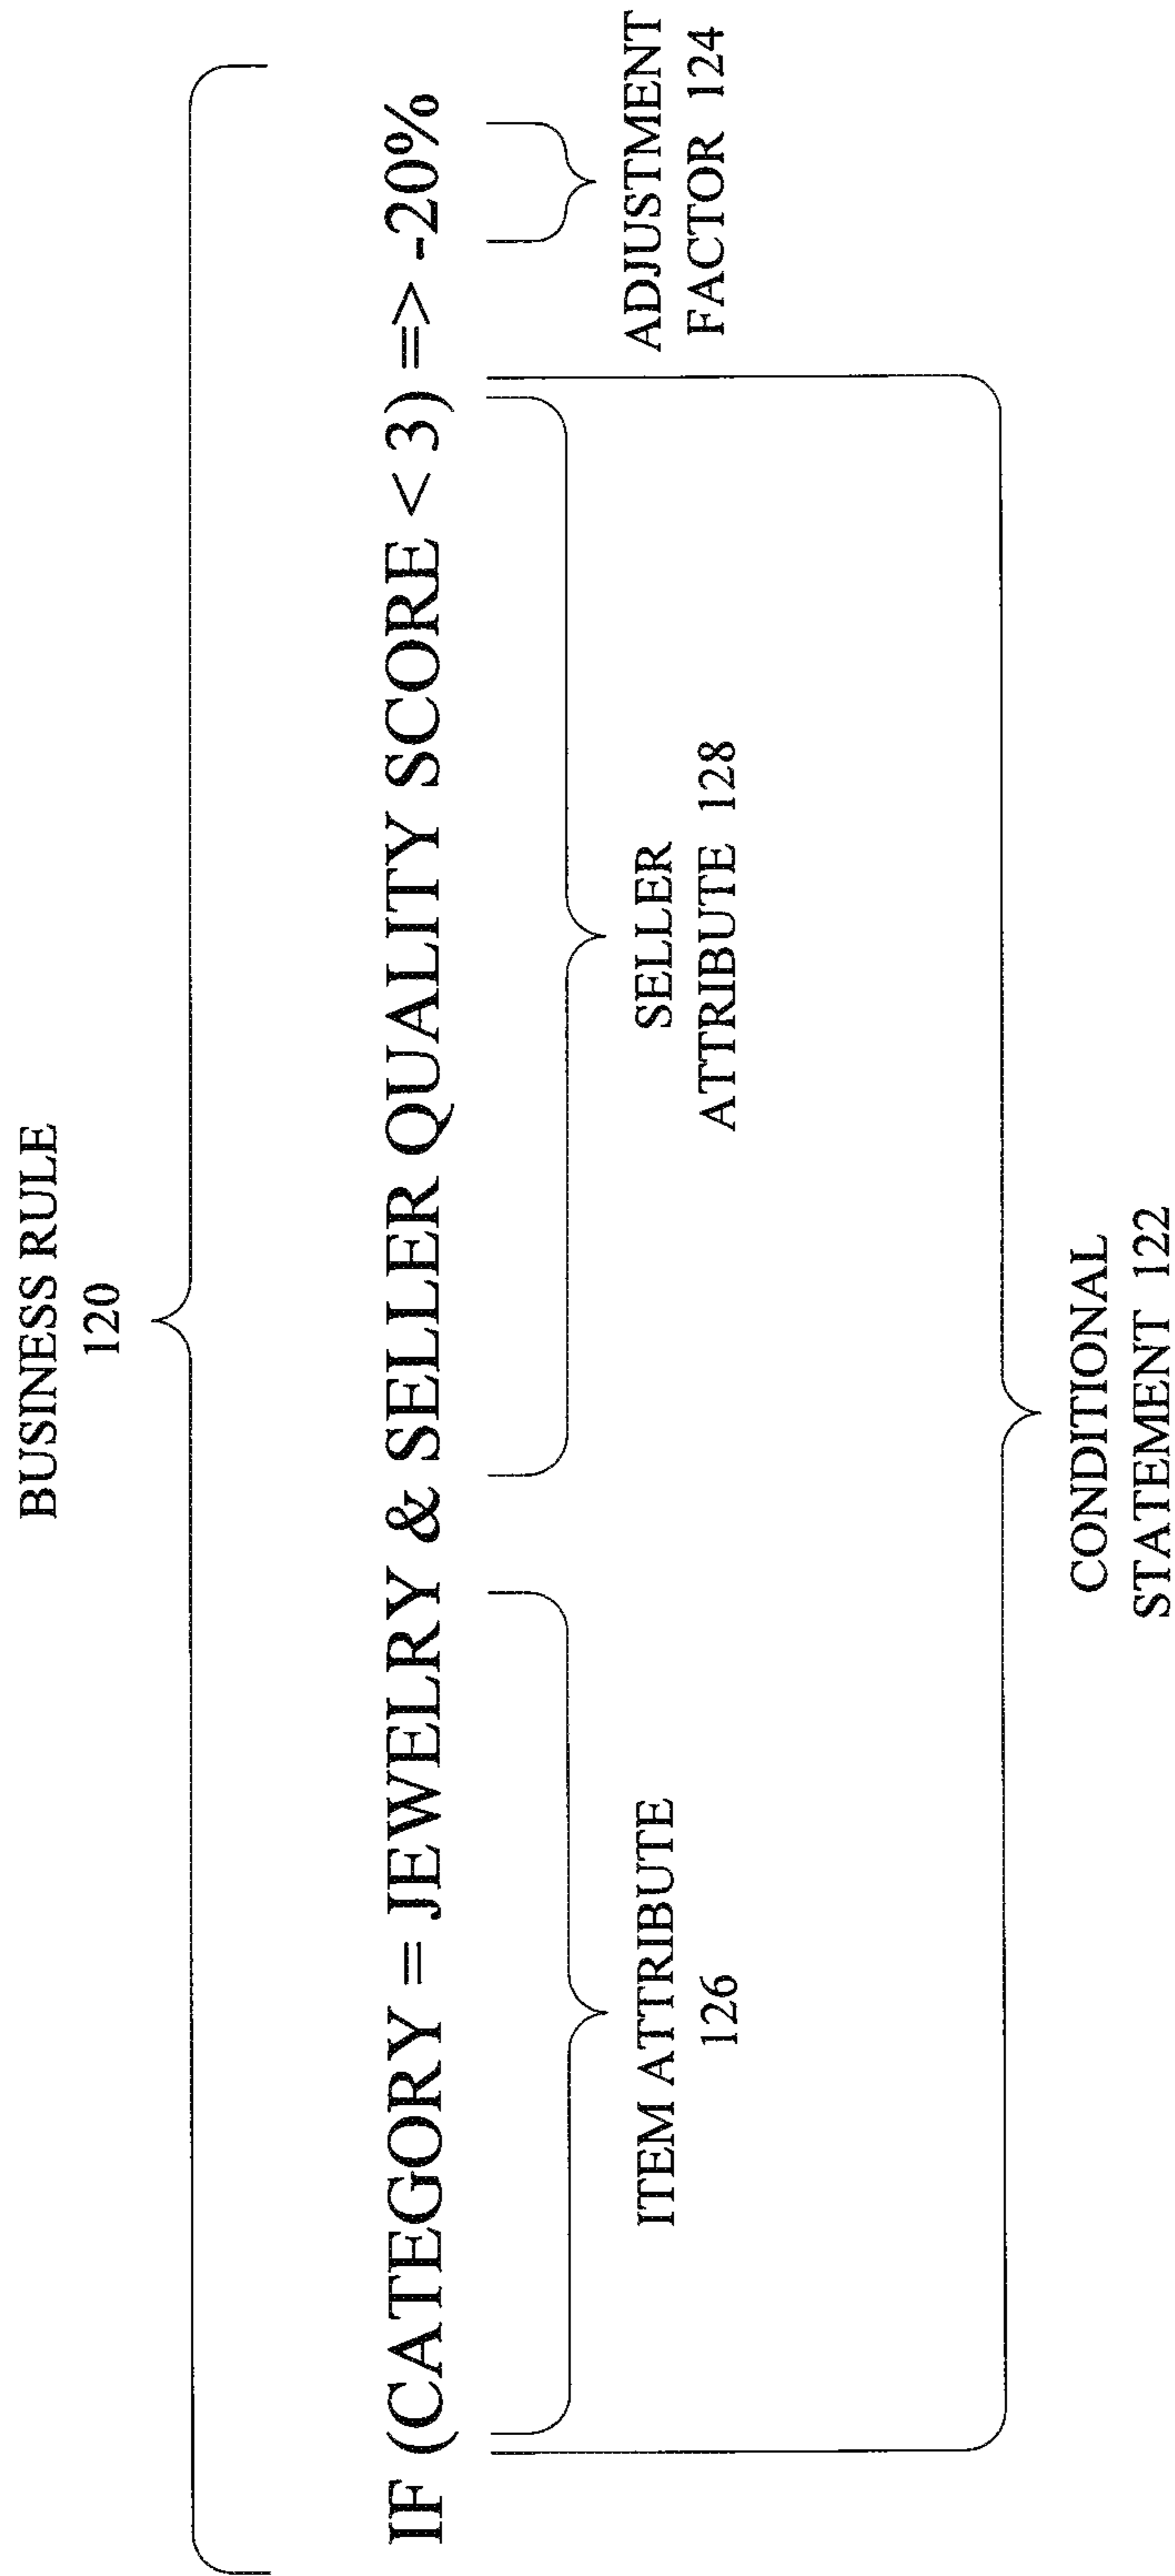 BUSINESS RULE
120
IF (CATEGORY = JEWELRY & SELLER QUALITY SCORE < 3) => -20%
ITEM ATTRIBUTE
126
SELLER
ATTRIBUTE 128
ADJUSTMENT
FACTOR 124
CONDITIONAL
STATEMENT 122